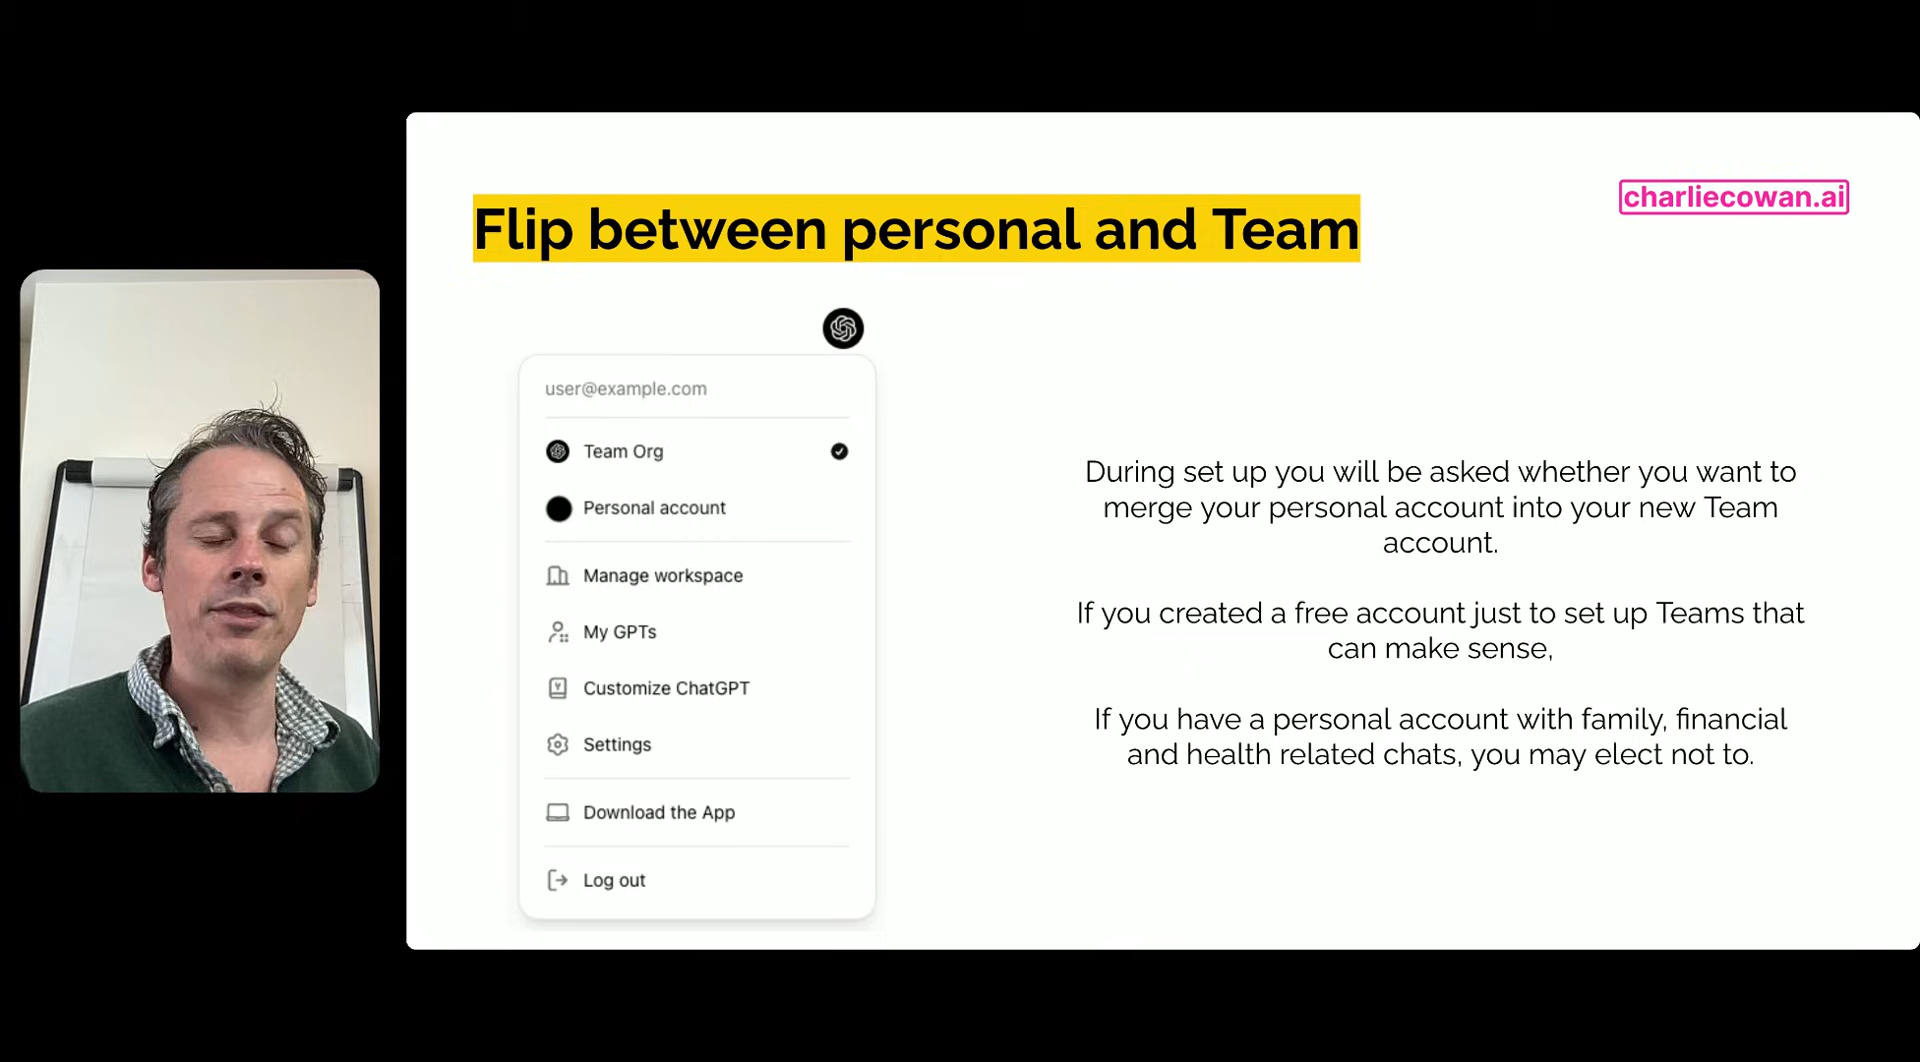 charliecowan.ai
Flip between personal and Team
user@example.com
Team Org
Personal account
Manage workspace
My GPTs
Customize ChatGPT
Settings
Download the App
Log out
During set up you will be asked whether you want to
merge your personal account into your new Team
account.
If you created a free account just to set up Teams that
can make sense,
If you have a personal account with family, financial
and health related chats, you may elect not to.